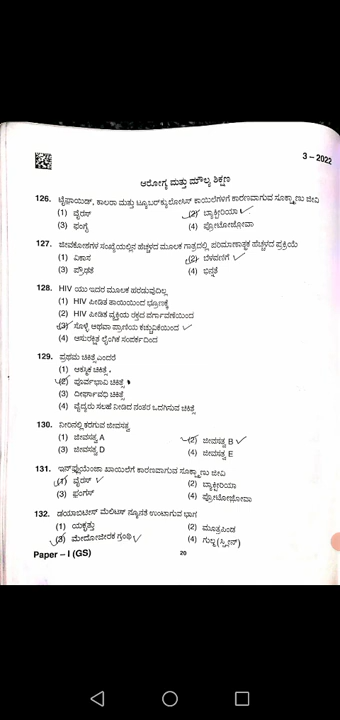 3 – 2022
ಆರೋಗ್ಯ ಮತ್ತು ಮೌಲ್ಯ ಶಿಕ್ಷಣ
126. ಟೈಫಾಯಿಡ್, ಕಾಲರಾ ಮತ್ತು ಟ್ಯೂಬರ್‌ಕ್ಯುಲೋಸಿಸ್ ಕಾಯಿಲೆಗಳಿಗೆ ಕಾರಣವಾಗುವ ಸೂಕ್ಷ್ಮಾಣು ಜೀವಿ
(1) ವೈರಸ್ (2) ಬ್ಯಾಕ್ಟೀರಿಯಾ
(3) ಫಂಗೈ (4) ಪ್ರೋಟೋಜೋವಾ
127. ಜೀವಕೋಶಗಳ ಸಂಖ್ಯೆಯಲ್ಲಿನ ಹೆಚ್ಚಳದ ಮೂಲಕ ಗಾತ್ರದಲ್ಲಿ ಪರಿಮಾಣಾತ್ಮಕ ಹೆಚ್ಚಳದ ಪ್ರಕ್ರಿಯೆ
(1) ವಿಕಾಸ (2) ಬೆಳವಣಿಗೆ
(3) ಪ್ರೌಢತೆ (4) ಭಿನ್ನತೆ
128. HIV ಯು ಇದರ ಮೂಲಕ ಹರಡುವುದಿಲ್ಲ
(1) HIV ಪೀಡಿತ ತಾಯಿಯಿಂದ ಭ್ರೂಣಕ್ಕೆ
(2) HIV ಪೀಡಿತ ವ್ಯಕ್ತಿಯ ರಕ್ತದ ವರ್ಗಾವಣೆಯಿಂದ
(3) ಸೊಳ್ಳೆ ಅಥವಾ ಪ್ರಾಣಿಯ ಕಚ್ಚುವಿಕೆಯಿಂದ
(4) ಅಸುರಕ್ಷಿತ ಲೈಂಗಿಕ ಸಂಪರ್ಕದಿಂದ
129. ಪ್ರಥಮ ಚಿಕಿತ್ಸೆ ಎಂದರೆ
(1) ಆಕಸ್ಮಿಕ ಚಿಕಿತ್ಸೆ
(2) ಪೂರ್ವಭಾವಿ ಚಿಕಿತ್ಸೆ
(3) ದೀರ್ಘಾವಧಿ ಚಿಕಿತ್ಸೆ
(4) ವೈದ್ಯರು ಸಲಹೆ ನೀಡಿದ ನಂತರ ಒದಗಿಸುವ ಚಿಕಿತ್ಸೆ
130. ನೀರಿನಲ್ಲಿ ಕರಗುವ ಜೀವಸತ್ವ
(1) ಜೀವಸತ್ವ A (2) ಜೀವಸತ್ವ B
(3) ಜೀವಸತ್ವ D (4) ಜೀವಸತ್ವ E
131. ಇನ್‌ಫ್ಲುಯೆಂಜಾ ಖಾಯಿಲೆಗೆ ಕಾರಣವಾಗುವ ಸೂಕ್ಷ್ಮಾಣು ಜೀವಿ
(1) ವೈರಸ್ (2) ಬ್ಯಾಕ್ಟೀರಿಯಾ
(3) ಫಂಗಸ್ (4) ಪ್ರೋಟೋಜೋವಾ
132. ಡಯಾಬಿಟೀಸ್ ಮೆಲಿಟಸ್ ನ್ಯೂನತೆ ಉಂಟಾಗುವ ಭಾಗ
(1) ಯಕೃತ್ತು (2) ಮೂತ್ರಪಿಂಡ
(3) ಮೇದೋಜೀರಕ ಗ್ರಂಥಿ (4) ಗುಲ್ಮ (ಸ್ಪ್ಲೀನ್)
Paper – I (GS) 20